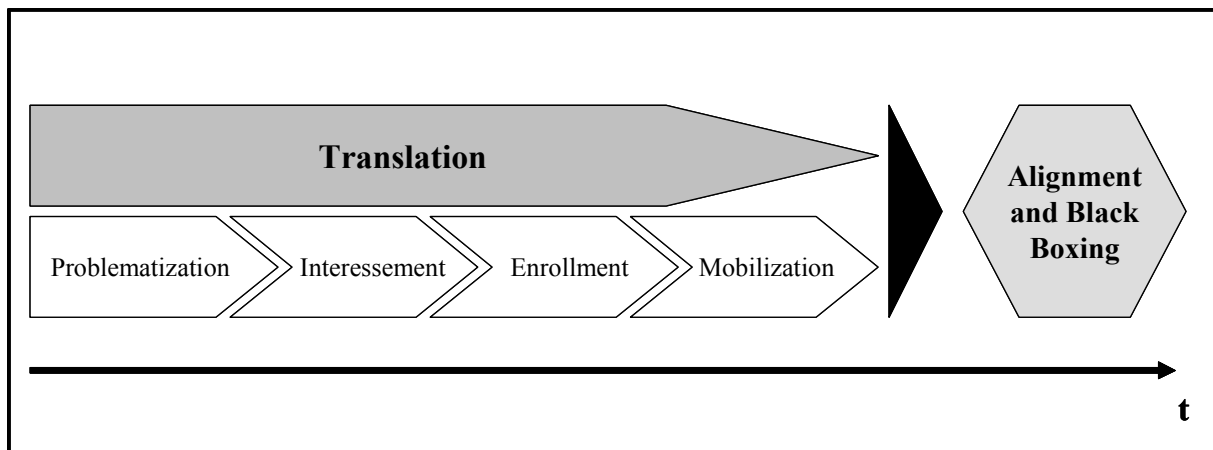 Translation
Problematization
Interessement
Enrollment
Mobilization
Alignment
and Black
Boxing
t